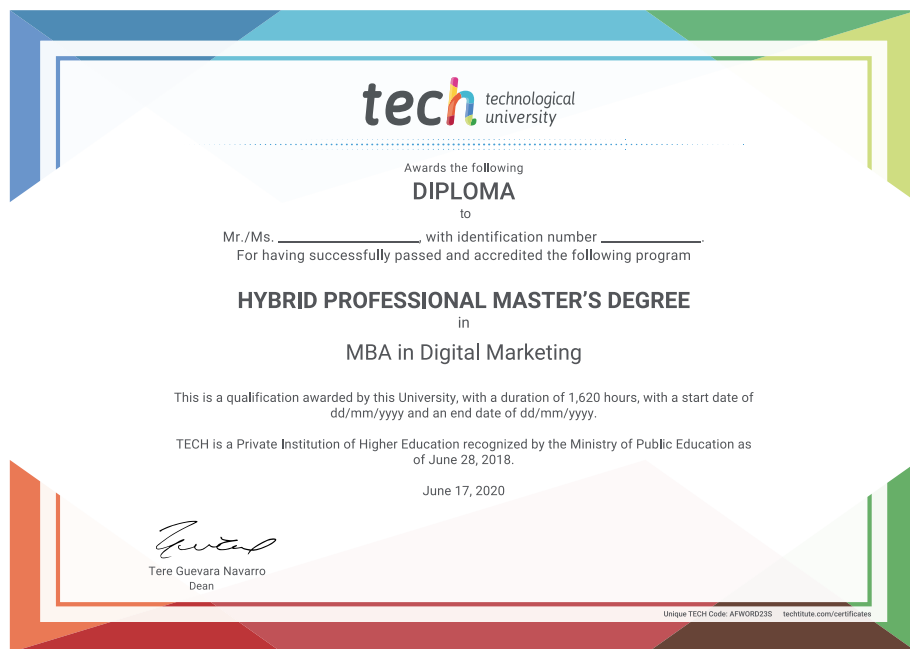 tech technological
university
Awards the following
DIPLOMA
to
Mr./Ms. ____________, with identification number ____________.
For having successfully passed and accredited the following program
HYBRID PROFESSIONAL MASTER'S DEGREE
in
MBA in Digital Marketing
This is a qualification awarded by this University, with a duration of 1,620 hours, with a start date of
dd/mm/yyyy and an end date of dd/mm/yyyy.
TECH is a Private Institution of Higher Education recognized by the Ministry of Public Education as
of June 28, 2018.
June 17, 2020
Tere Guevara Navarro
Dean
Unique TECH Code: AFWORD23S techtitute.com/certificates